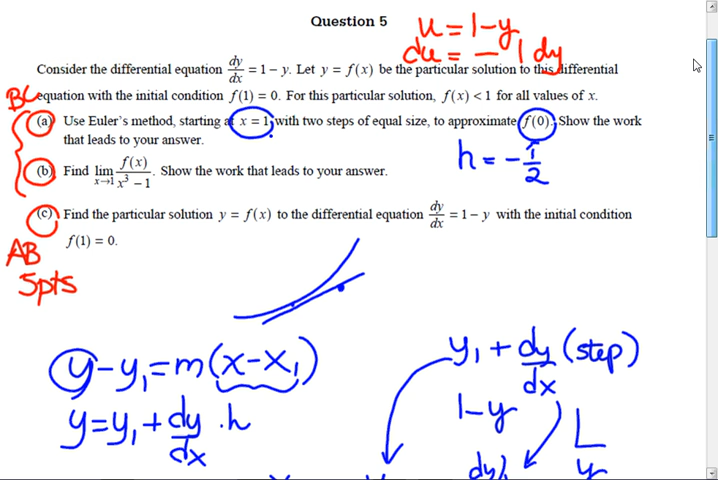 Question 5
u = 1-y
du = -1 dy
Consider the differential equation dy/dx = 1 − y. Let y = f(x) be the particular solution to this differential
BC equation with the initial condition f(1) = 0. For this particular solution, f(x) < 1 for all values of x.
(a) Use Euler's method, starting at x = 1 with two steps of equal size, to approximate f(0). Show the work
that leads to your answer.
h = -1/2
(b) Find lim x→1 f(x)/(x³ − 1). Show the work that leads to your answer.
(c) Find the particular solution y = f(x) to the differential equation dy/dx = 1 − y with the initial condition
f(1) = 0.
AB
5pts
y-y₁=m(x-x₁)
y₁ + dy/dx (step)
y=y₁+dy/dx ·h
1-y
dy
y